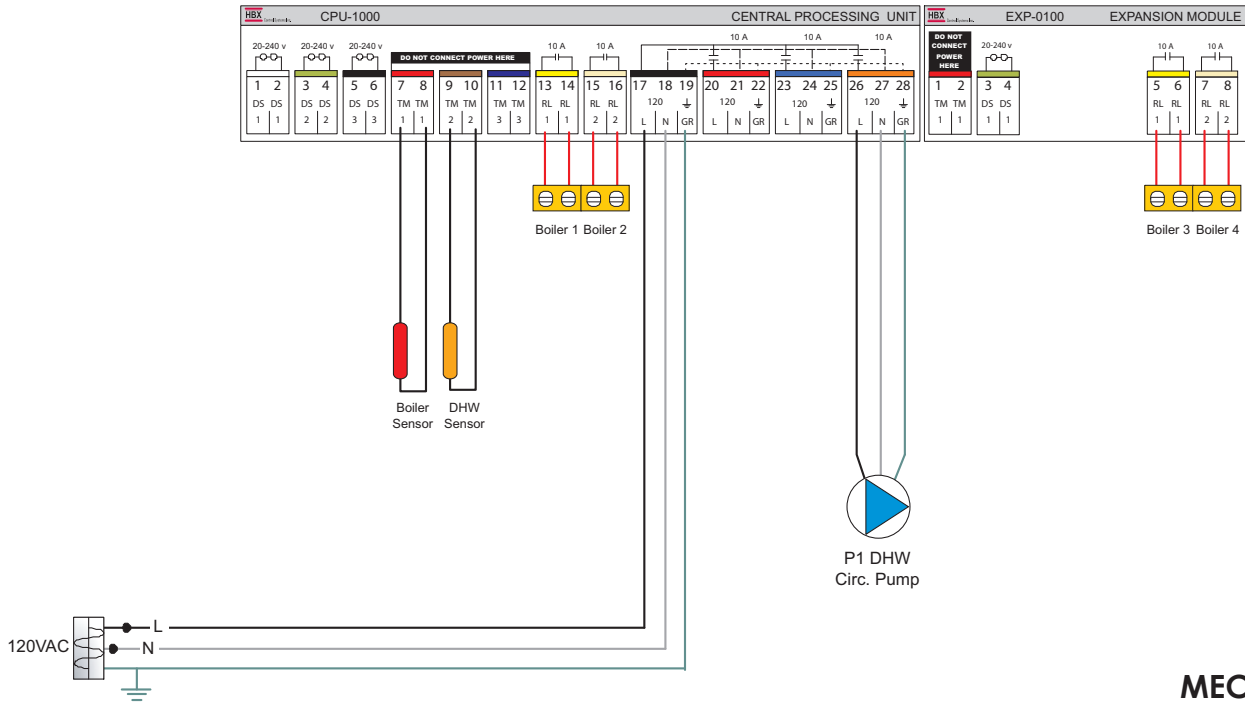 HBX CPU-1000 CENTRAL PROCESSING UNIT
20-240 v 20-240 v 20-240 v 10 A 10 A 10 A 10 A 10 A
DO NOT CONNECT POWER HERE
1 2 3 4 5 6 7 8 9 10 11 12 13 14 15 16 17 18 19 20 21 22 23 24 25 26 27 28
DS DS DS DS DS DS TM TM TM TM TM TM RL RL RL RL 120 120 120 120
1 1 2 2 3 3 1 1 2 2 3 3 1 1 2 2 L N GR L N GR L N GR L N GR
HBX EXP-0100 EXPANSION MODULE
DO NOT
CONNECT
POWER
HERE
20-240 v 10 A 10 A
1 2 3 4 5 6 7 8
TM TM DS DS RL RL RL RL
1 1 1 1 1 1 2 2
Boiler 1 Boiler 2
Boiler 3 Boiler 4
Boiler
Sensor
DHW
Sensor
P1 DHW
Circ. Pump
120VAC
L
N
MEC